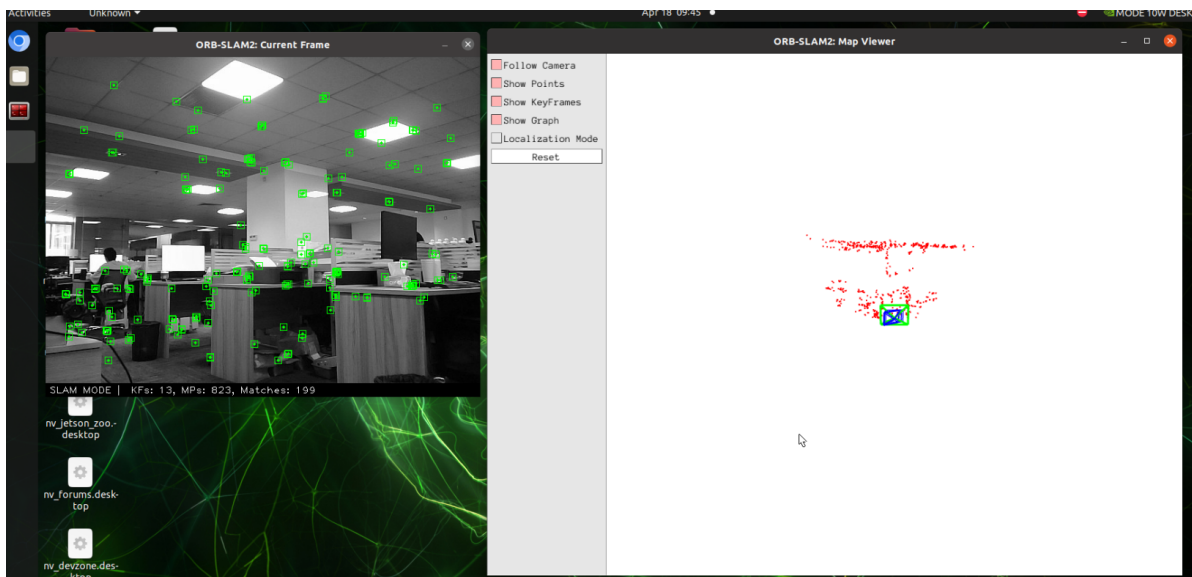 Activities
Unknown
Apr 18 09:45
MODE 10W DESK
ORB-SLAM2: Current Frame
SLAM MODE | KFs: 13, MPs: 823, Matches: 199
nv_jetson_zoo.-
desktop
nv_forums.desk-
top
nv_devzone.des-
ktop
ORB-SLAM2: Map Viewer
Follow Camera
Show Points
Show KeyFrames
Show Graph
Localization Mode
Reset